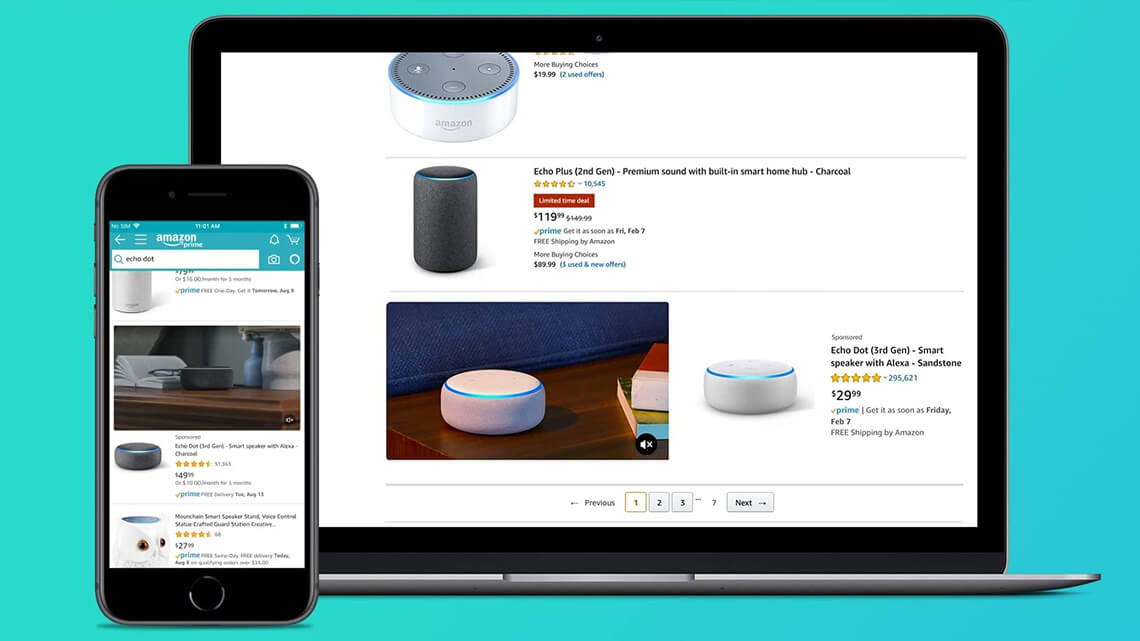 More Buying Choices
$19.99 (2 used offers)
amazon
Echo Plus (2nd Gen) - Premium sound with built-in smart home hub - Charcoal
10,545
Limited time deal
$119.99 $149.99
prime Get it as soon as Fri, Feb 7
FREE Shipping by Amazon
More Buying Choices
$89.99 (3 used & new offers)
Sponsored
Echo Dot (3rd Gen) - Smart
speaker with Alexa - Sandstone
295,621
$29.99
prime | Get it as soon as Friday,
Feb 7
FREE Shipping by Amazon
← Previous 1 2 3 ... 7 Next →
No SIM 11:01 AM
amazon
prime
echo dot
Or $16.00/month for 5 months
prime FREE One-Day. Get it Tomorrow, Aug 9
Sponsored
Echo Dot (3rd Gen) - Smart speaker with Alexa -
Charcoal
51,363
$49.99
Or $10.00/month for 5 months
prime FREE Delivery Tue, Aug 13
Mounchain Smart Speaker Stand, Voice Control
Statue Crafted Guard Station Creative...
68
$27.99
prime FREE Same-Day. FREE delivery Today,
Aug 8 on qualifying orders over $35.00